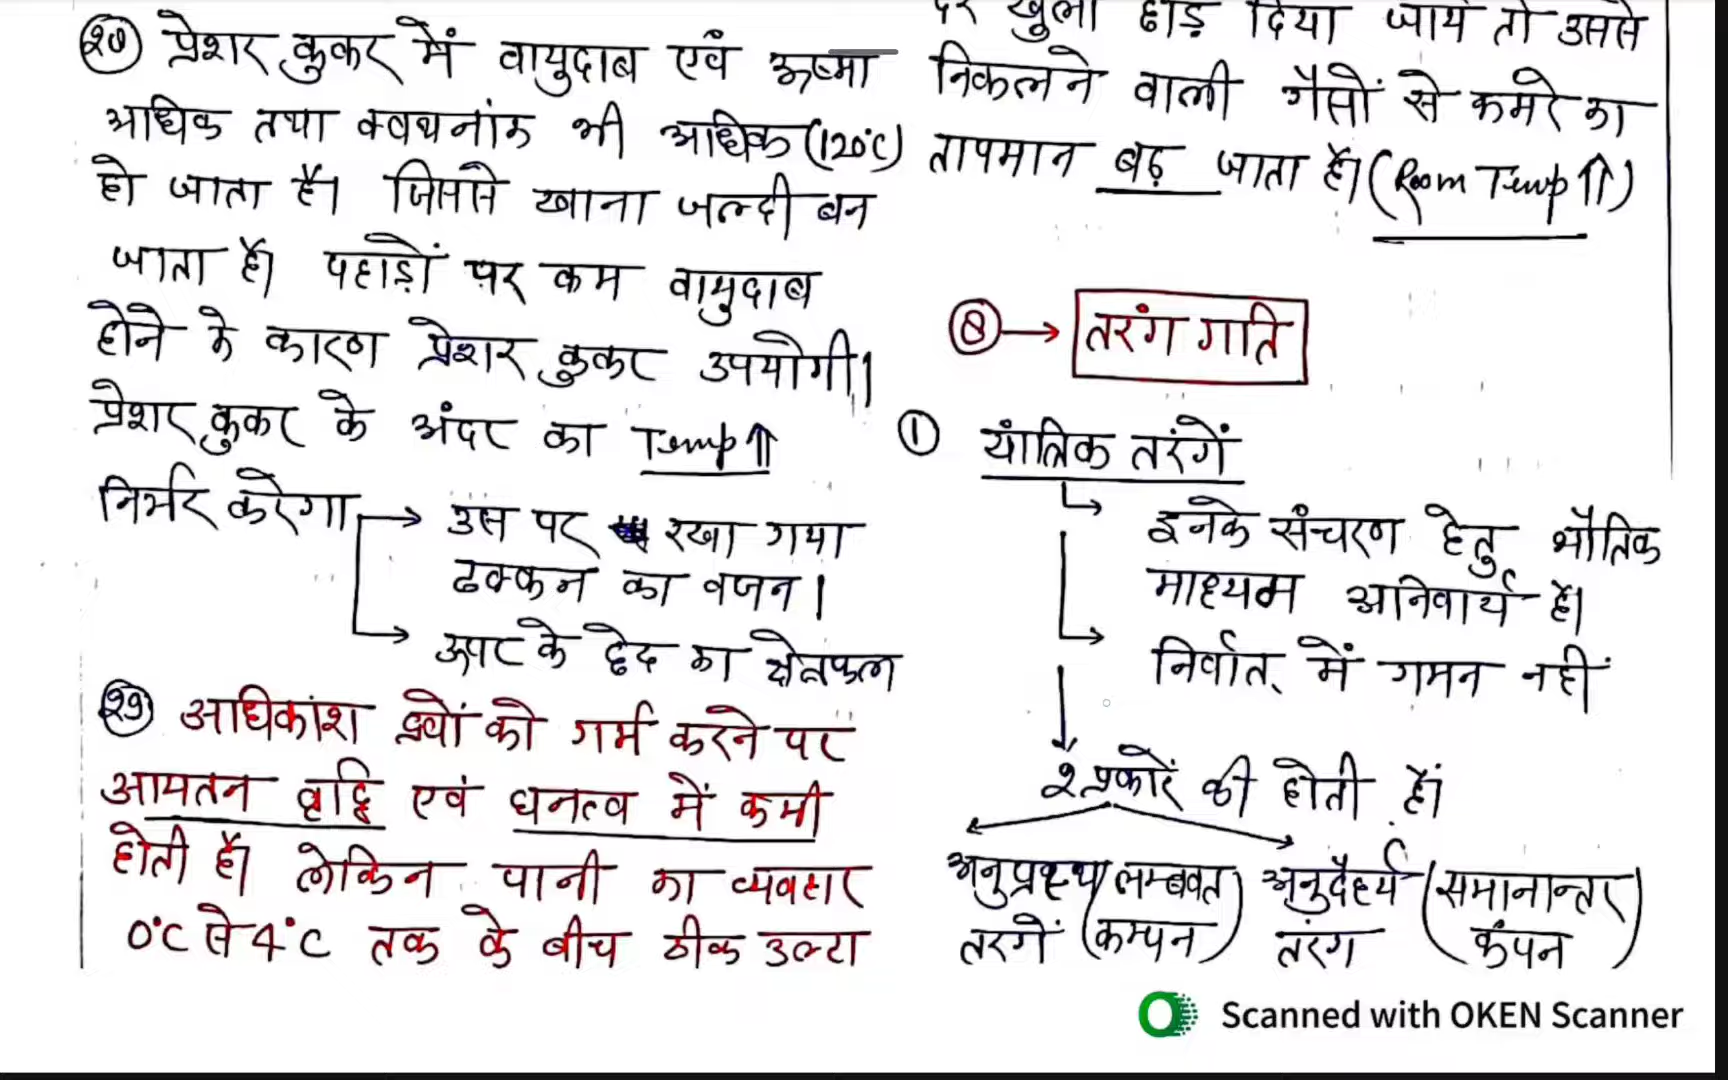 २० प्रेशर कुकर में वायुदाब एवं ऊष्मा
अधिक तथा क्वथनांक भी अधिक (120°C)
हो जाता है। जिससे खाना जल्दी बन
जाता है। पहाड़ों पर कम वायुदाब
होने के कारण प्रेशर कुकर उपयोगी।
प्रेशर कुकर के अंदर का Temp ⇑
निर्भर करेगा → उस पर रखा गया
ढक्कन का वजन।
→ ऊपर के छेद का क्षेत्रफल
अधिकांश द्रवों को गर्म करने पर
आयतन वृद्धि एवं घनत्व में कमी
होती है। लेकिन पानी का व्यवहार
0°C से 4°C तक के बीच ठीक उल्टा
देर खुला छोड़ दिया जाये तो उससे
निकलने वाली गैसों से कमरे का
तापमान बढ़ जाता है। (Room Temp ⇑)
⑧ → तरंग गति
① यांत्रिक तरंगें
इनके संचरण हेतु भौतिक
माध्यम अनिवार्य है।
निर्वात में गमन नहीं
२ प्रकारें की होती हैं।
अनुप्रस्थ तरंगें (लम्बवत कम्पन)
अनुदैर्ध्य तरंग (समानान्तर कंपन)
Scanned with OKEN Scanner